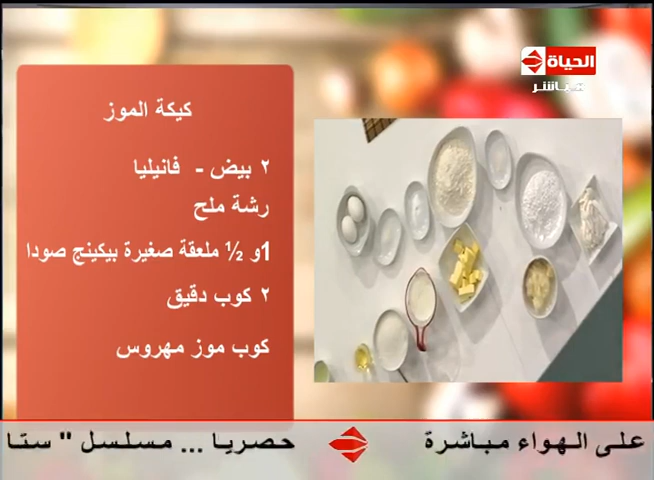 الحياة
مباشر
كيكة الموز
٢ بيض - فانيليا
رشة ملح
1و ½ ملعقة صغيرة بيكينج صودا
٢ كوب دقيق
كوب موز مهروس
على الهواء مباشرة
حصريا ... مسلسل " ستا